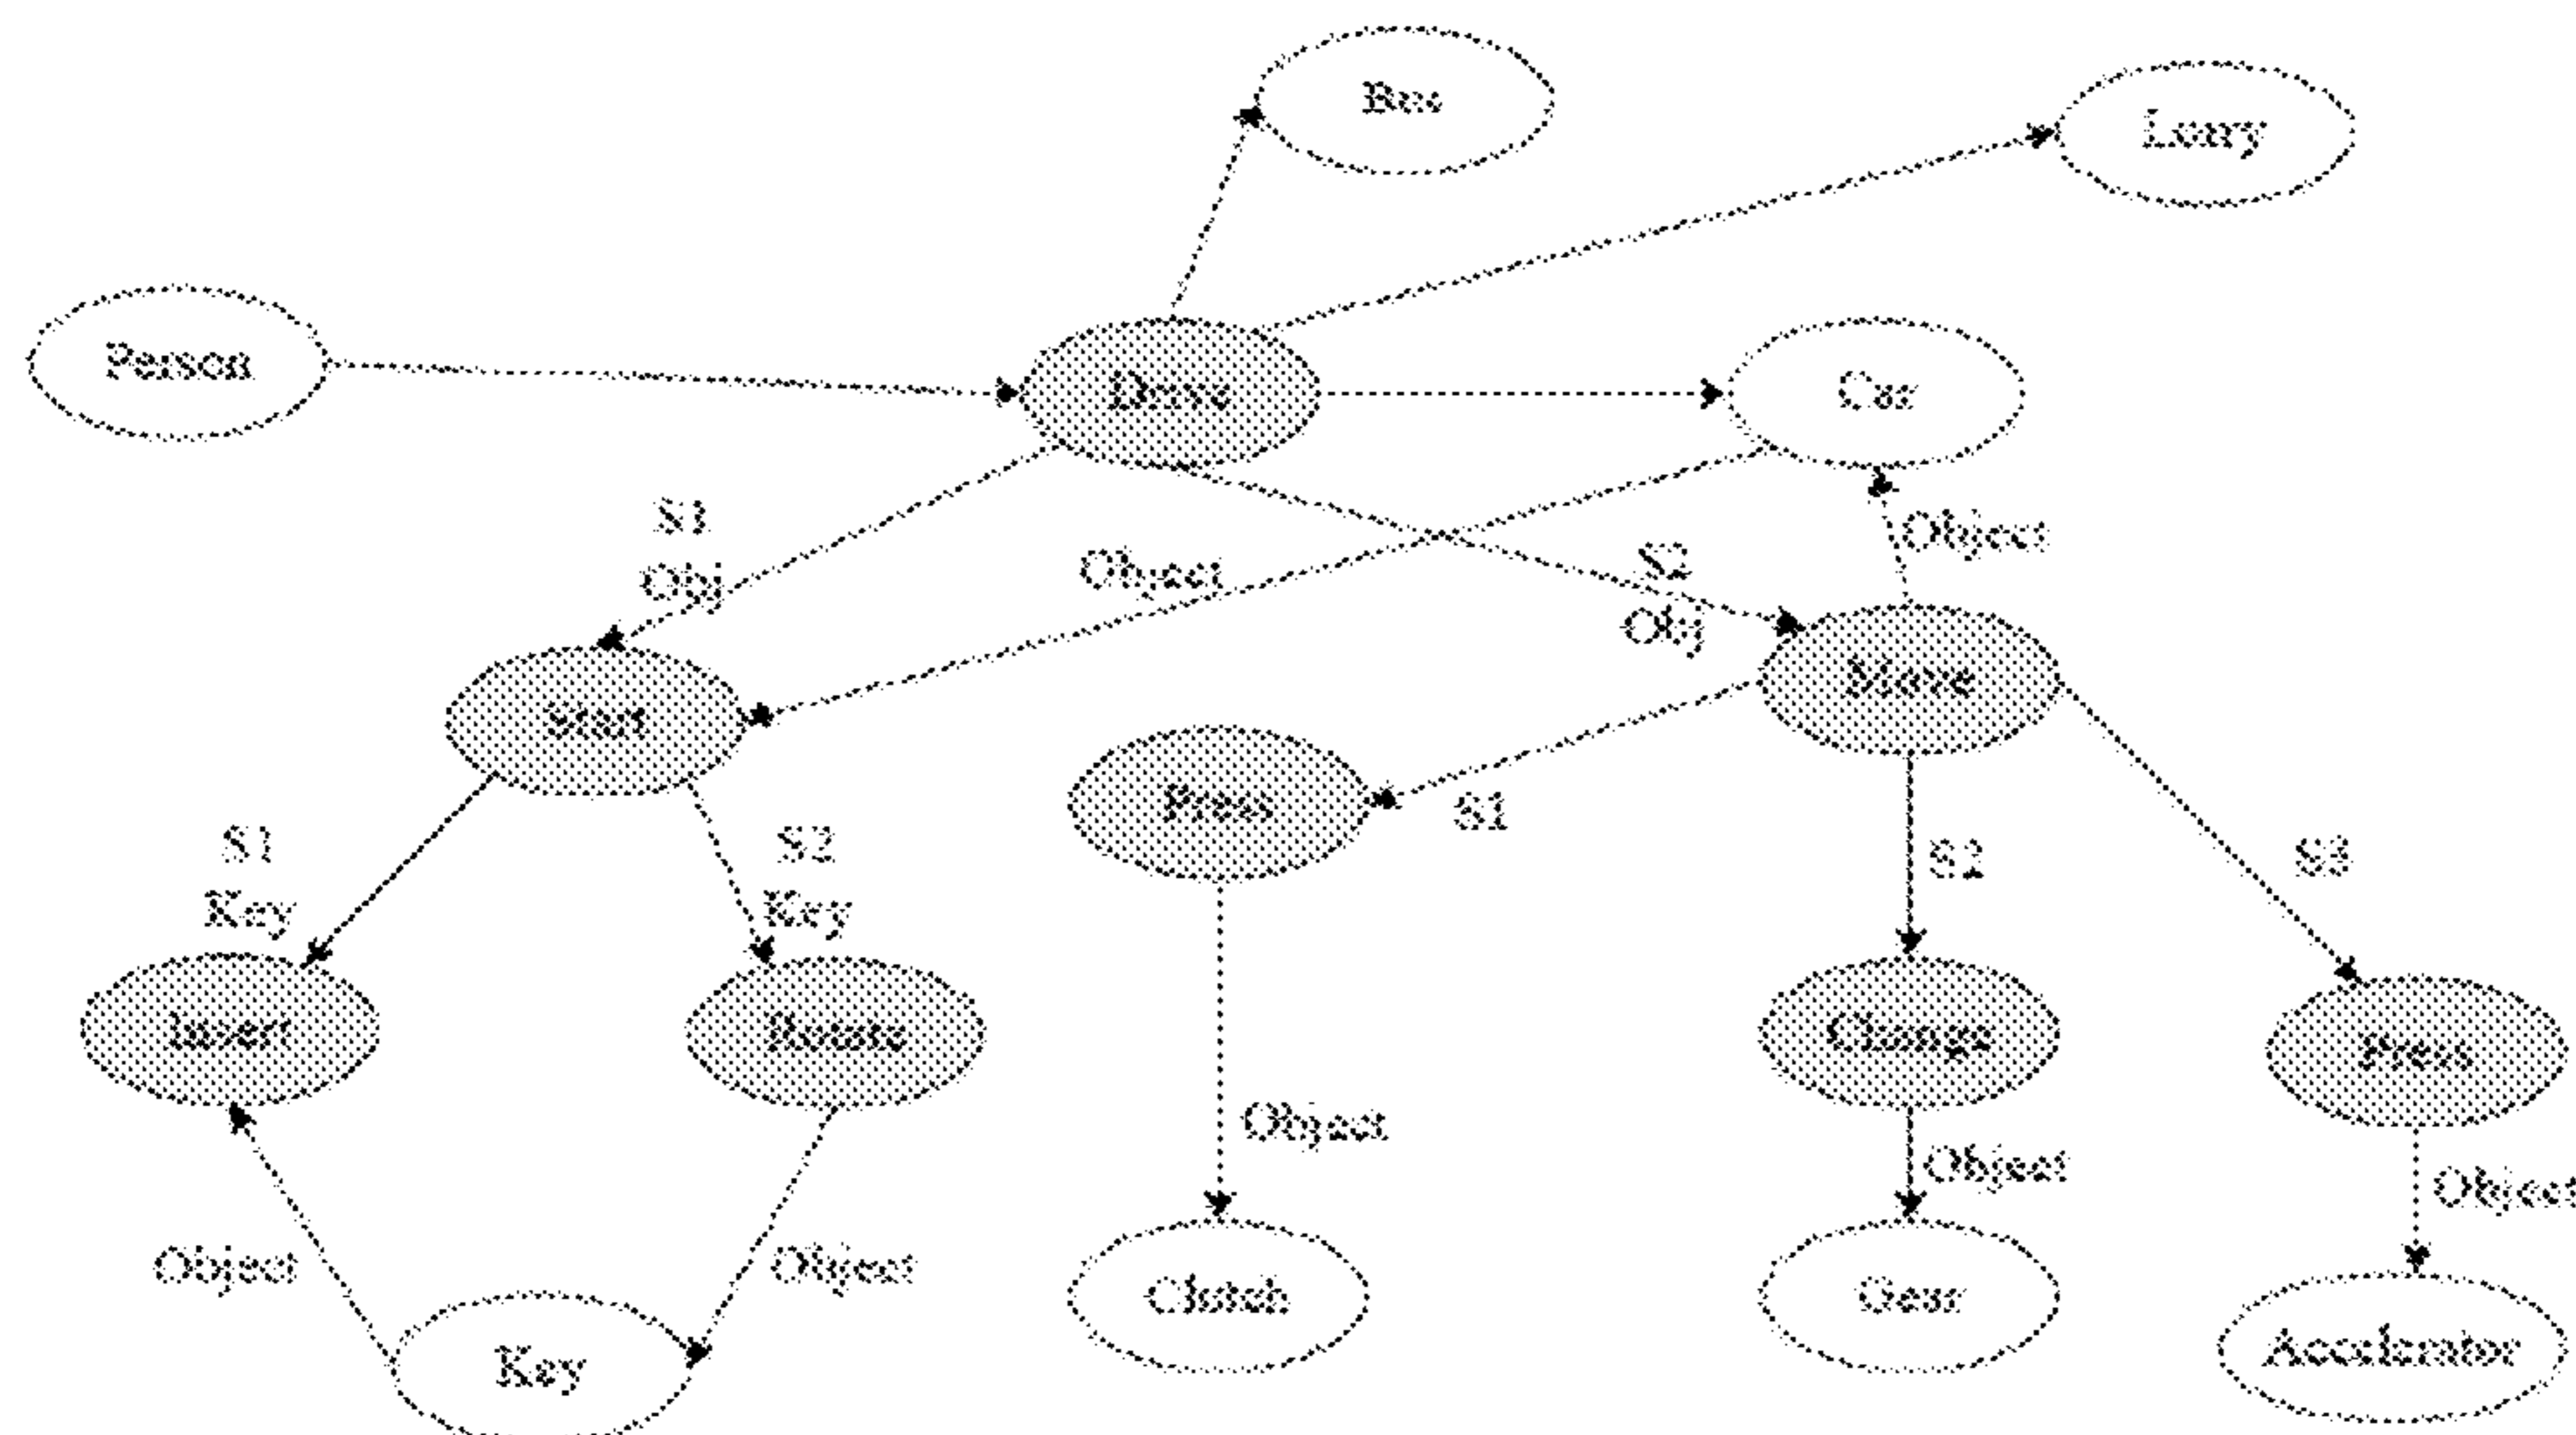 Bus
Lorry
Person
Drive
Car
S1
Obj
Object
S2
Obj
Object
Start
Move
Press
S1
S1
Key
S2
Key
S2
S3
Insert
Rotate
Change
Press
Object
Object
Object
Object
Object
Key
Clutch
Gear
Accelerator